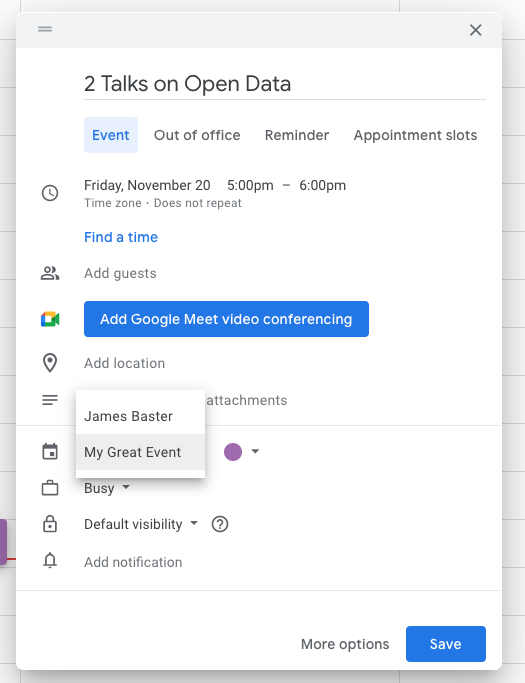 2 Talks on Open Data
Event Out of office Reminder Appointment slots
Friday, November 20 5:00pm – 6:00pm
Time zone · Does not repeat
Find a time
Add guests
Add Google Meet video conferencing
Add location
attachments
James Baster
My Great Event
Busy
Default visibility
Add notification
More options Save